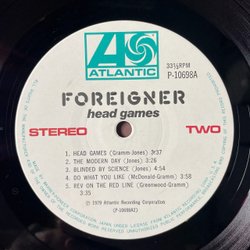 ATLANTIC
33⅓RPM
P-10698A
FOREIGNER
head games
STEREO
TWO
1. HEAD GAMES (Gramm-Jones) 3:37
2. THE MODERN DAY (Jones) 3:26
3. BLINDED BY SCIENCE (Jones) 4:54
4. DO WHAT YOU LIKE (McDonald-Gramm) 3:58
5. REV ON THE RED LINE (Greenwood-Gramm)
3:35
Ⓟ 1979 Atlantic Recording Corporation
(P-10698A2)